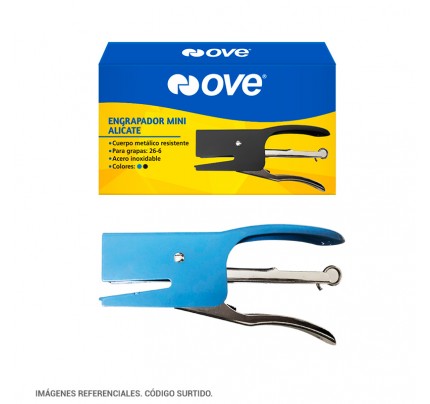 OVE®
OVE®
ENGRAPADOR MINI
ALICATE
• Cuerpo metálico resistente
• Para grapas: 26-6
• Acero inoxidable
• Colores:
IMÁGENES REFERENCIALES. CÓDIGO SURTIDO.